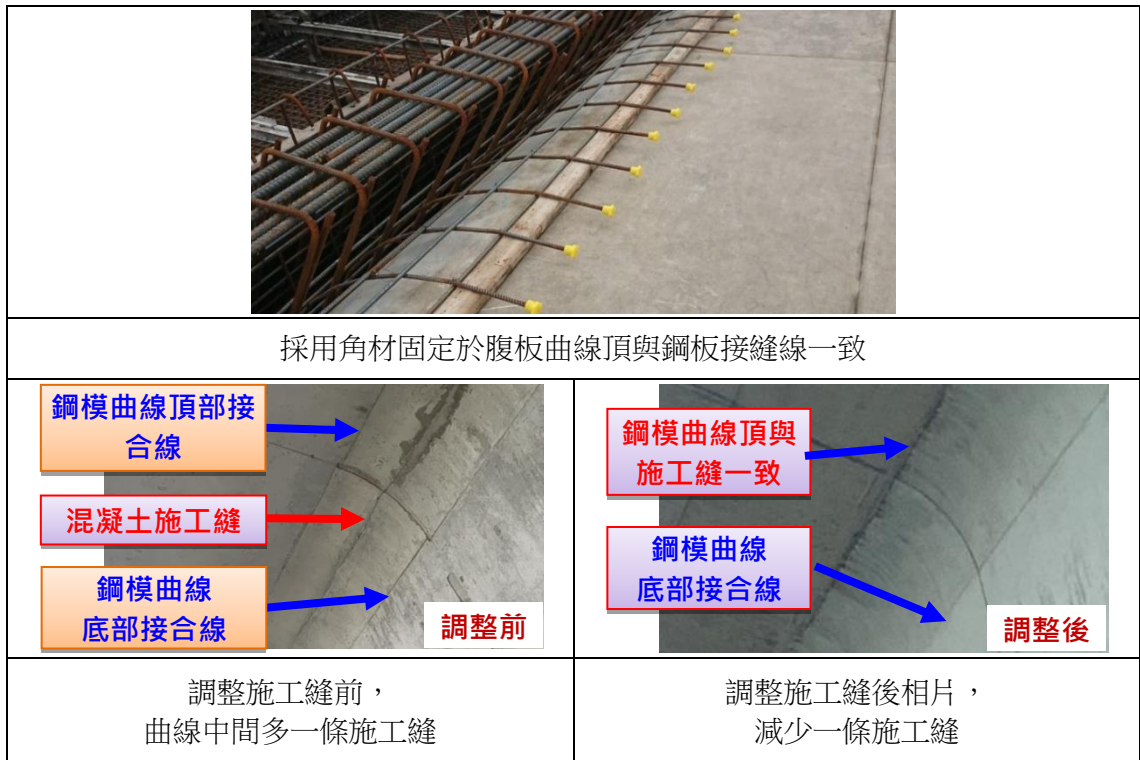 採用角材固定於腹板曲線頂與鋼板接縫線一致
鋼模曲線頂部接
合線
混凝土施工縫
鋼模曲線
底部接合線
調整前
鋼模曲線頂與
施工縫一致
鋼模曲線
底部接合線
調整後
調整施工縫前，
曲線中間多一條施工縫
調整施工縫後相片，
減少一條施工縫